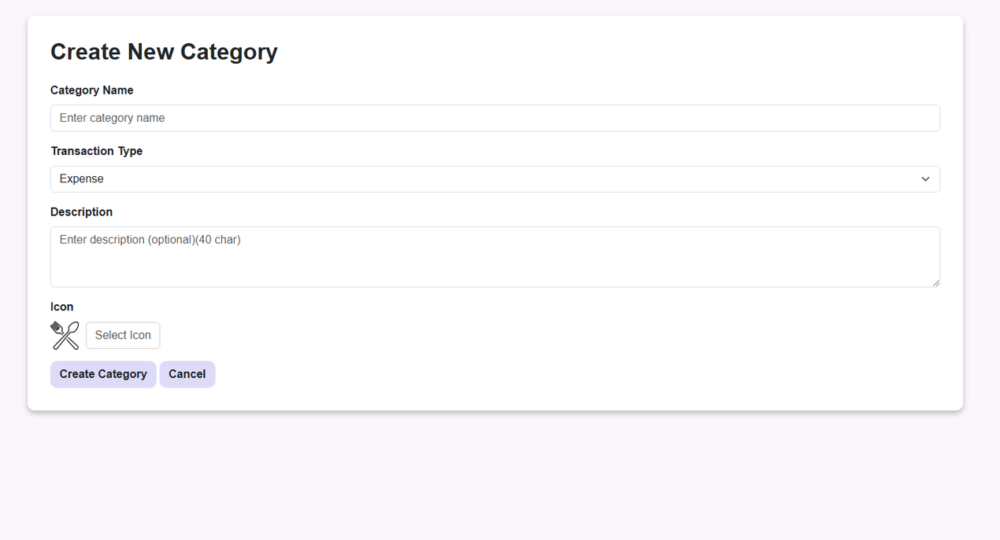 Create New Category
Category Name
Enter category name
Transaction Type
Expense
Description
Enter description (optional)(40 char)
Icon
Select Icon
Create Category Cancel